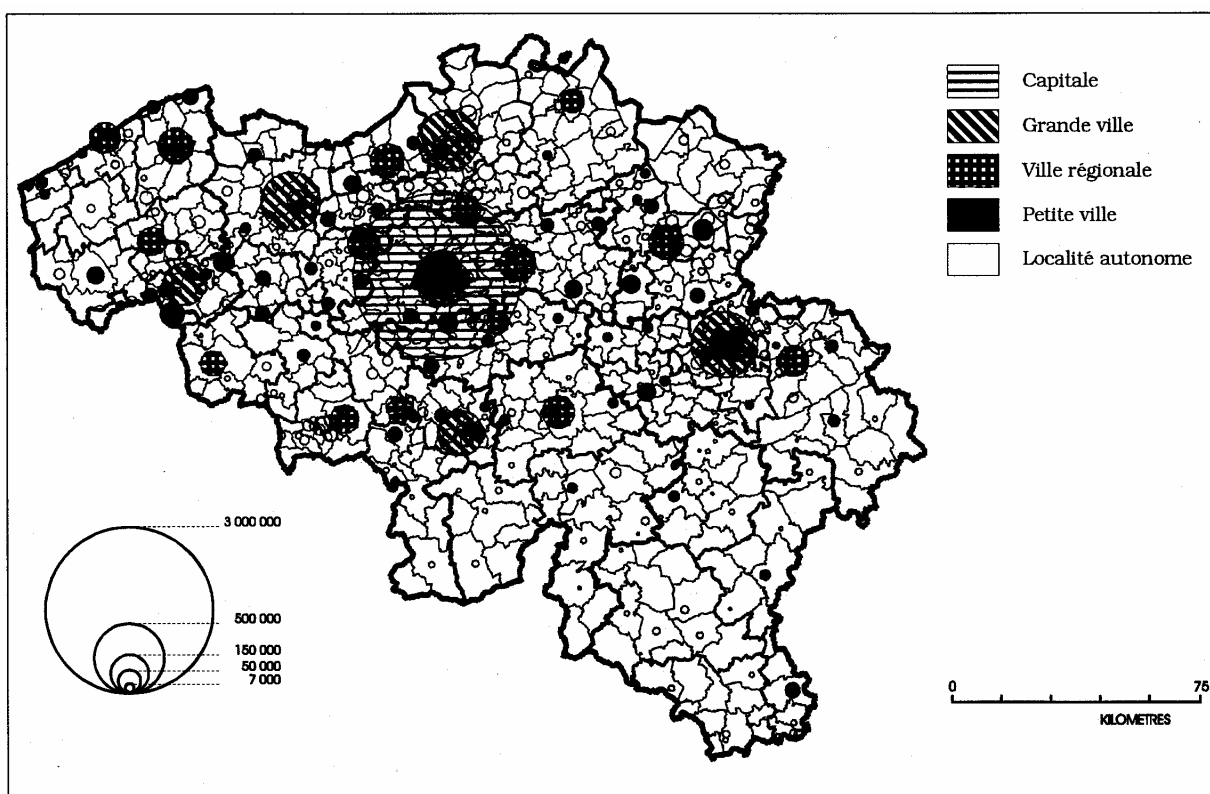 Capitale
Grande ville
Ville régionale
Petite ville
Localité autonome
3 000 000
500 000
150 000
50 000
7 000
0 75
KILOMETRES